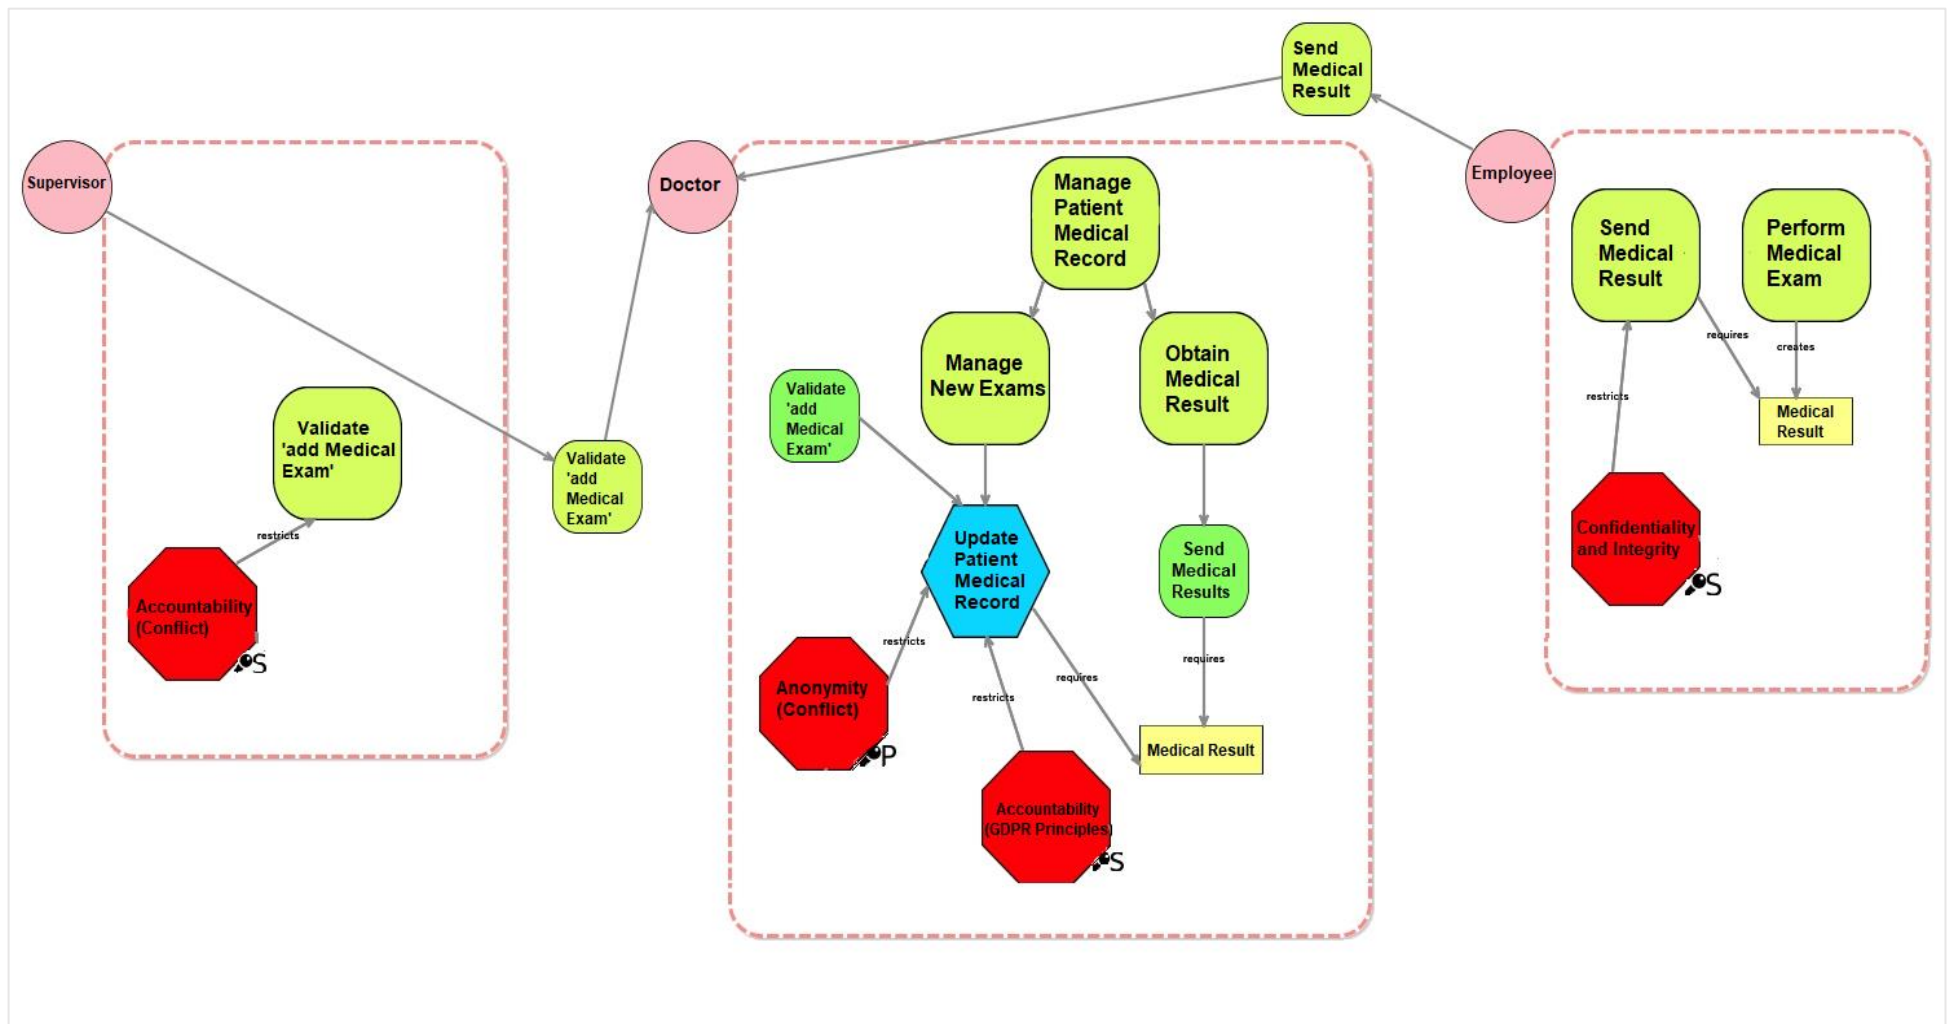 Send
Medical
Result
Supervisor
Doctor
Employee
Manage
Patient
Medical
Record
Send
Medical
Result
Perform
Medical
Exam
requires
creates
restricts
Medical
Result
Manage
New Exams
Obtain
Medical
Result
Validate
'add
Medical
Exam'
Validate
'add Medical
Exam'
restricts
Validate
'add
Medical
Exam'
Update
Patient
Medical
Record
Send
Medical
Results
Confidentiality
and Integrity
S
Accountability
(Conflict)
S
restricts
requires
requires
restricts
Anonymity
(Conflict)
P
Medical Result
Accountability
(GDPR Principles)
S